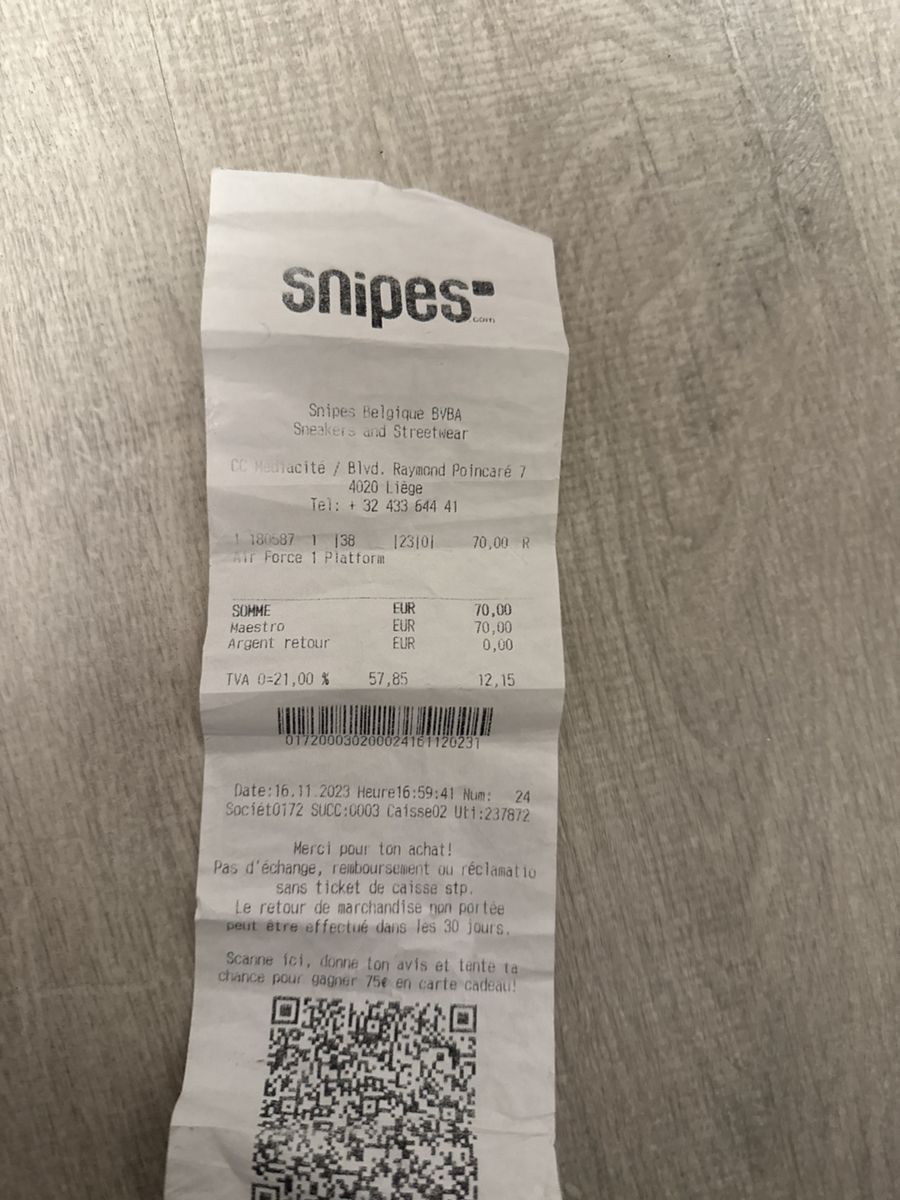 snipes
.com
Snipes Belgique BVBA
Sneakers and Streetwear
CC Médiacité / Blvd. Raymond Poincaré 7
4020 Liège
Tel: + 32 433 644 41
1 180587 1 |38 |23|0| 70,00 R
Air Force 1 Platform
SOMME EUR 70,00
Maestro EUR 70,00
Argent retour EUR 0,00
TVA 0=21,00 % 57,85 12,15
017200030200024161120231
Date:16.11.2023 Heure16:59:41 Num: 24
Sociét0172 SUCC:0003 Caisse02 Uti:237872
Merci pour ton achat!
Pas d'échange, remboursement ou réclamatio
sans ticket de caisse stp.
Le retour de marchandise non portée
peut être effectué dans les 30 jours.
Scanne ici, donne ton avis et tente ta
chance pour gagner 75€ en carte cadeau!